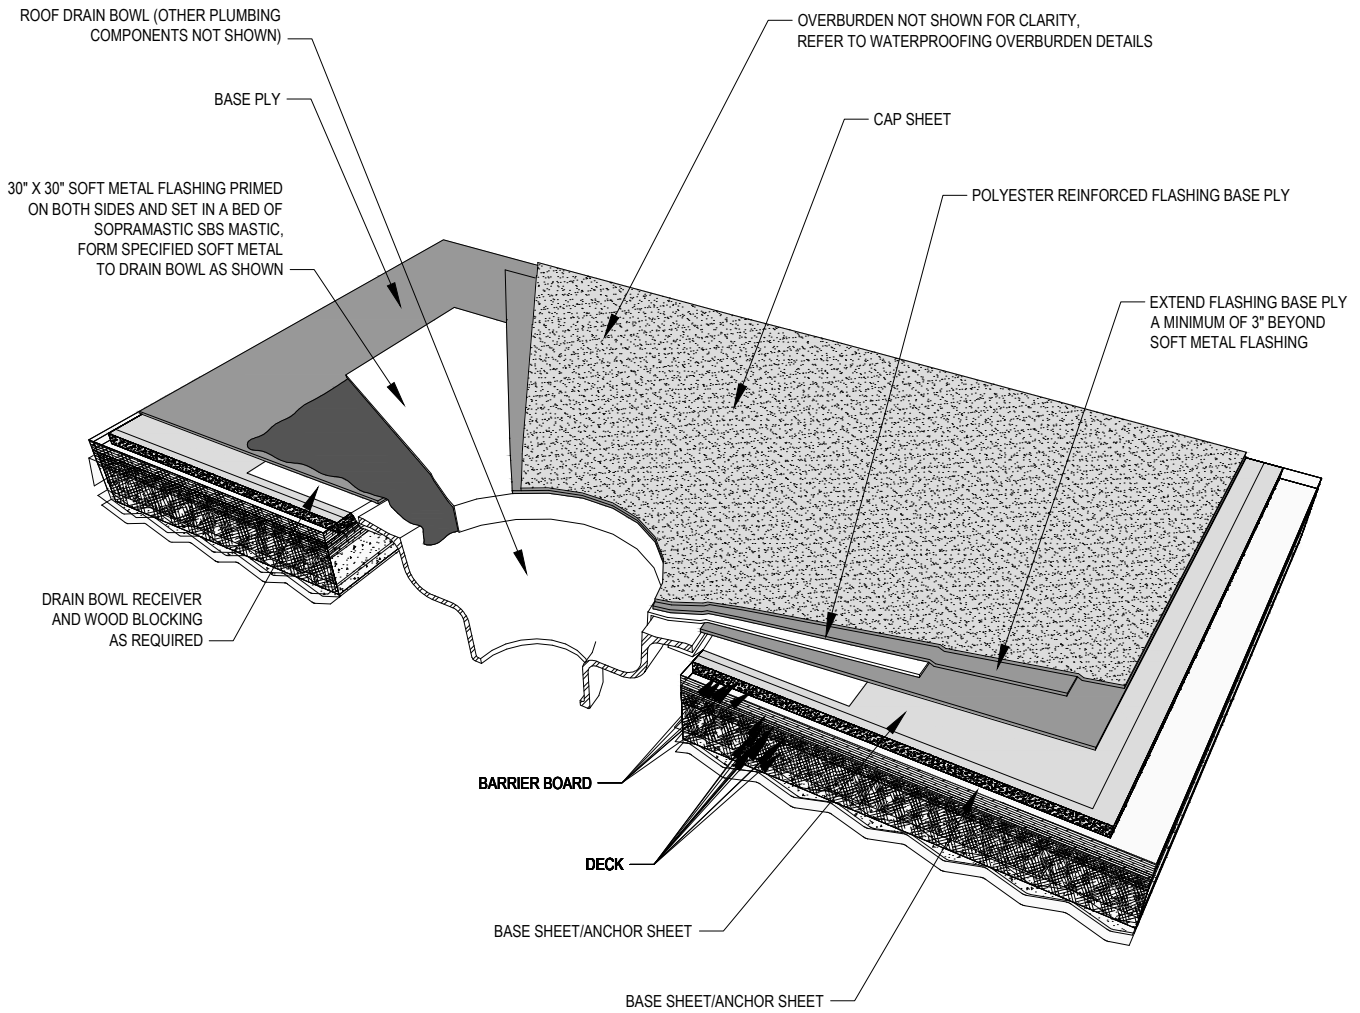 ROOF DRAIN BOWL (OTHER PLUMBING
COMPONENTS NOT SHOWN)
OVERBURDEN NOT SHOWN FOR CLARITY,
REFER TO WATERPROOFING OVERBURDEN DETAILS
BASE PLY
CAP SHEET
30" X 30" SOFT METAL FLASHING PRIMED
ON BOTH SIDES AND SET IN A BED OF
SOPRAMASTIC SBS MASTIC,
FORM SPECIFIED SOFT METAL
TO DRAIN BOWL AS SHOWN
POLYESTER REINFORCED FLASHING BASE PLY
EXTEND FLASHING BASE PLY
A MINIMUM OF 3" BEYOND
SOFT METAL FLASHING
DRAIN BOWL RECEIVER
AND WOOD BLOCKING
AS REQUIRED
BARRIER BOARD
DECK
BASE SHEET/ANCHOR SHEET
BASE SHEET/ANCHOR SHEET